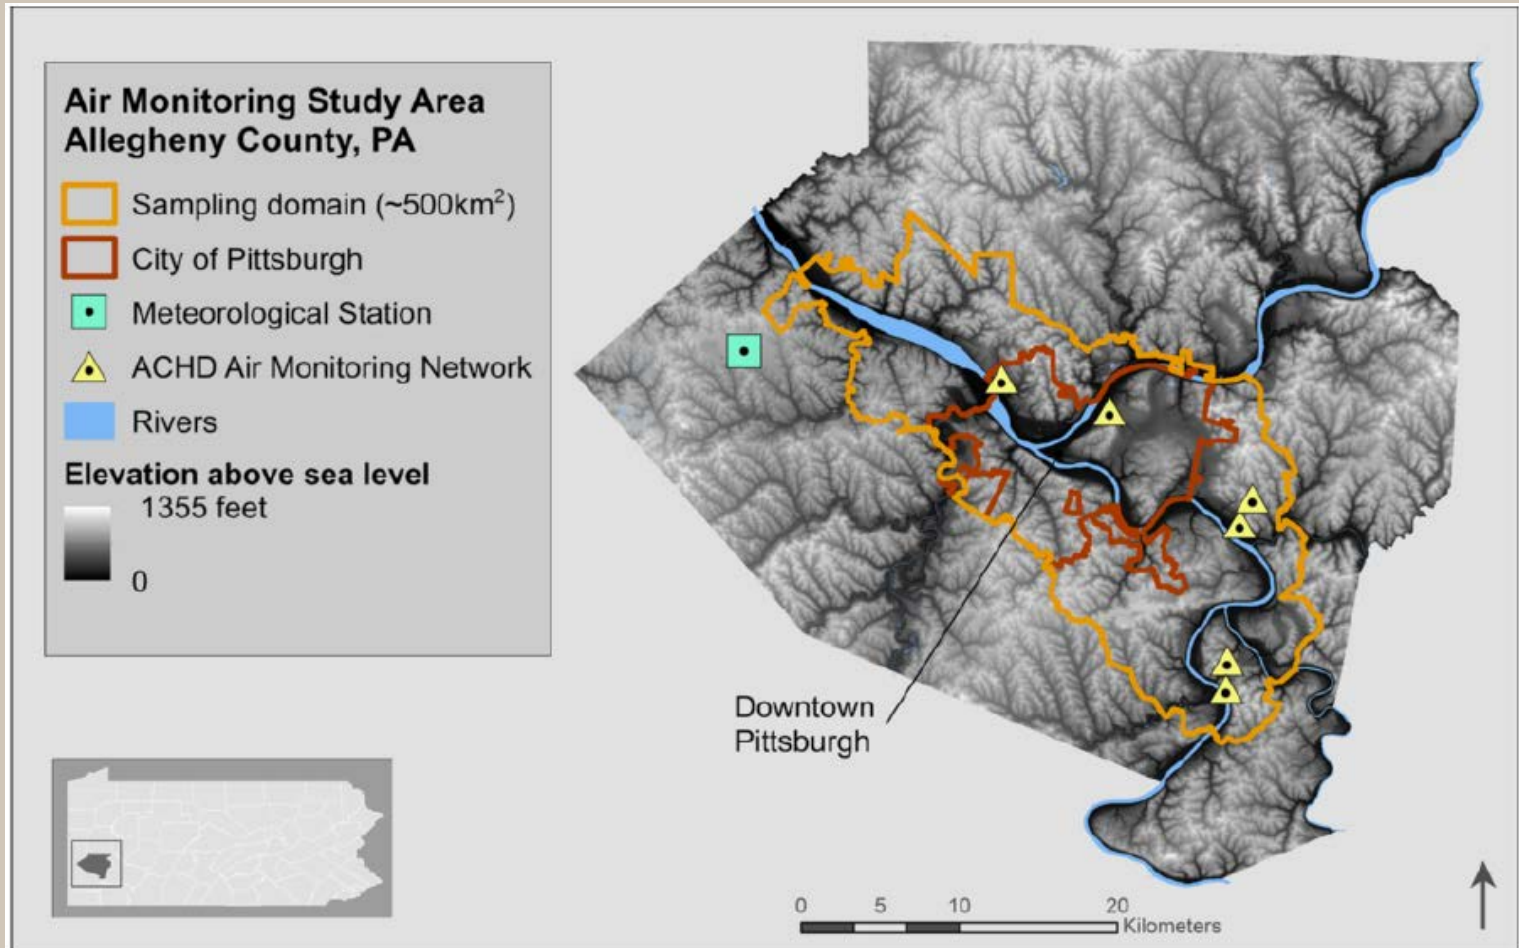 Air Monitoring Study Area
Allegheny County, PA
Sampling domain (~500km²)
City of Pittsburgh
Meteorological Station
ACHD Air Monitoring Network
Rivers
Elevation above sea level
1355 feet
0
Downtown
Pittsburgh
0 5 10 20
Kilometers